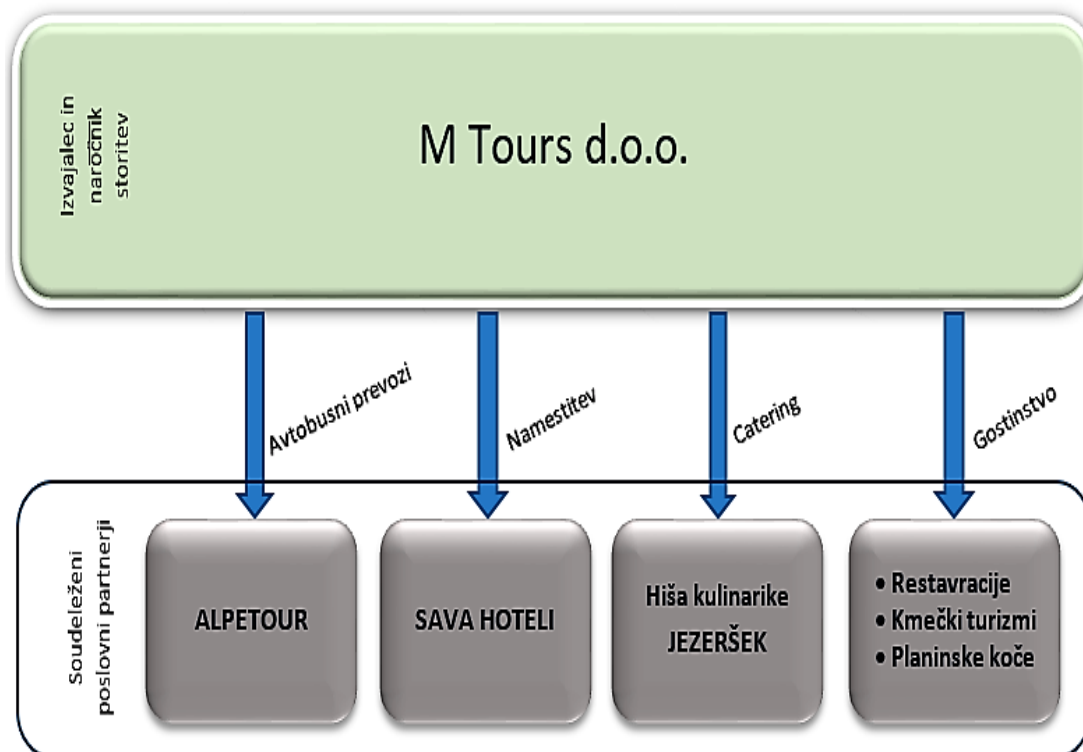 Izvajalec in
naročnik
storitev
M Tours d.o.o.
Avtobusni prevozi
Namestitev
Catering
Gostinstvo
Soudeleženi
poslovni partnerji
ALPETOUR
SAVA HOTELI
Hiša kulinarike
JEZERŠEK
• Restavracije
• Kmečki turizmi
• Planinske koče